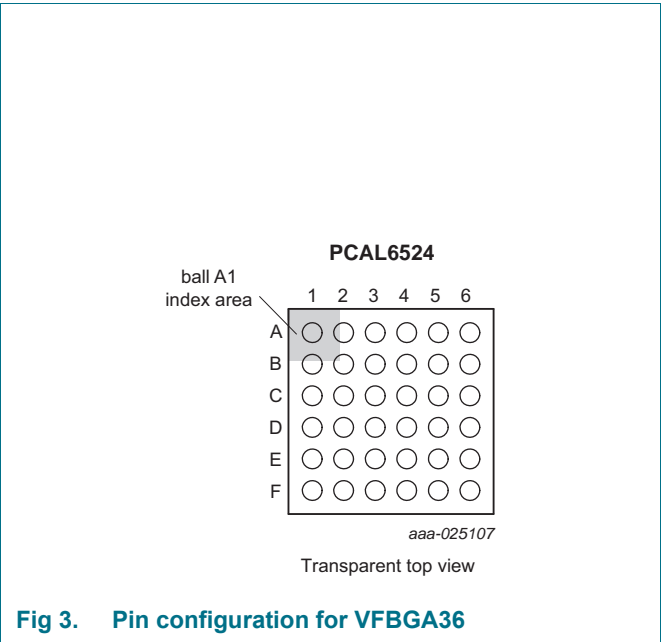 PCAL6524
ball A1
index area
1 2 3 4 5 6
A
B
C
D
E
F
aaa-025107
Transparent top view
Fig 3. Pin configuration for VFBGA36